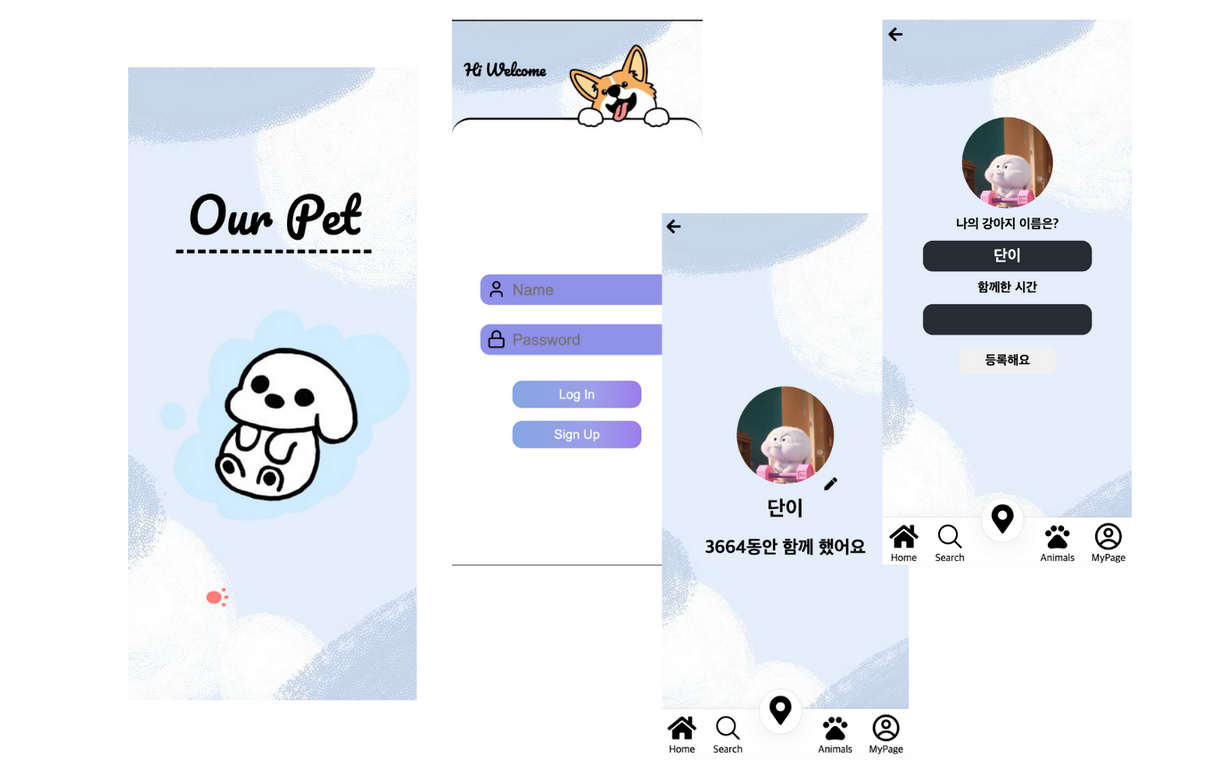 Our Pet
Hi Welcome
Name
Password
Log In
Sign Up
단이
3664동안 함께 했어요
Home
Search
Animals
MyPage
나의 강아지 이름은?
단이
함께한 시간
등록해요
Home
Search
Animals
MyPage